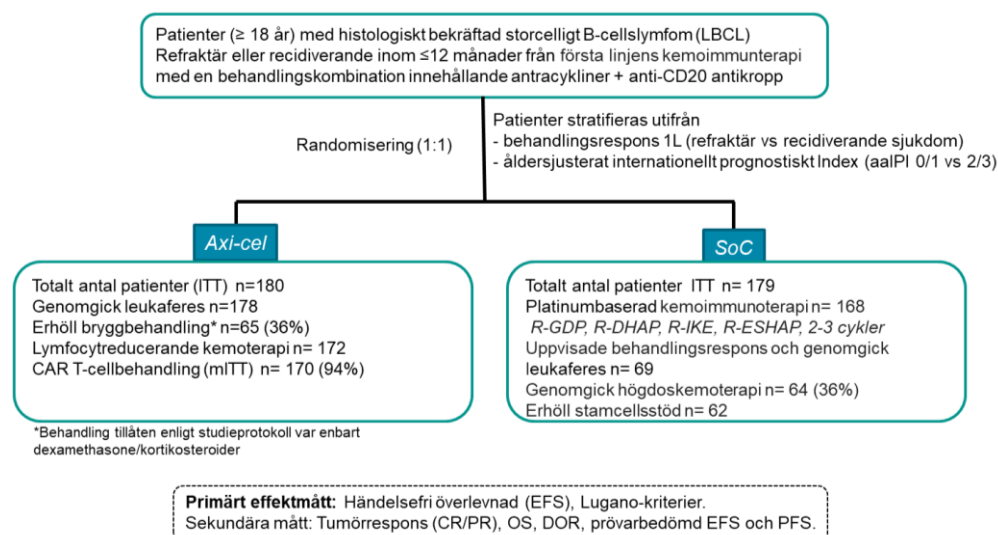 Patienter (≥ 18 år) med histologiskt bekräftad storcelligt B-cellslymfom (LBCL)
Refraktär eller recidiverande inom ≤12 månader från första linjens kemoimmunterapi
med en behandlingskombination innehållande antracykliner + anti-CD20 antikropp
Randomisering (1:1)
Patienter stratifieras utifrån
- behandlingsrespons 1L (refraktär vs recidiverande sjukdom)
- åldersjusterat internationellt prognostiskt Index (aaIPI 0/1 vs 2/3)
Axi-cel
Totalt antal patienter (ITT) n=180
Genomgick leukaferes n=178
Erhöll bryggbehandling* n=65 (36%)
Lymfocytreducerande kemoterapi n= 172
CAR T-cellbehandling (mITT) n= 170 (94%)
*Behandling tillåten enligt studieprotokoll var enbart
dexamethasone/kortikosteroider
SoC
Totalt antal patienter ITT n= 179
Platinumbaserad kemoimmunoterapi n= 168
R-GDP, R-DHAP, R-IKE, R-ESHAP, 2-3 cykler
Uppvisade behandlingsrespons och genomgick
leukaferes n= 69
Genomgick högdoskemoterapi n= 64 (36%)
Erhöll stamcellsstöd n= 62
Primärt effektmått: Händelsefri överlevnad (EFS), Lugano-kriterier.
Sekundära mått: Tumörrespons (CR/PR), OS, DOR, prövarbedömd EFS och PFS.